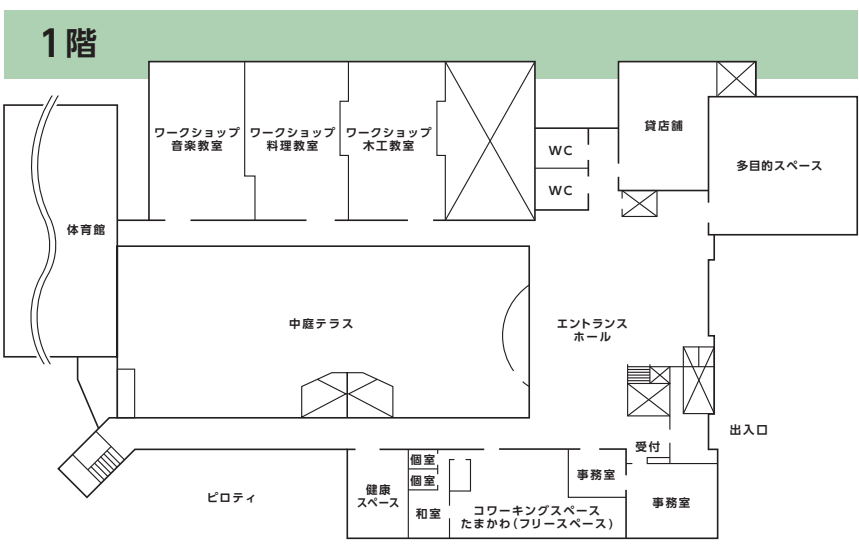 1階
ワークショップ
音楽教室
ワークショップ
料理教室
ワークショップ
木工教室
WC
WC
貸店舗
多目的スペース
体育館
中庭テラス
エントランス
ホール
出入口
受付
個室
個室
健康
スペース
和室
事務室
コワーキングスペース
たまかわ(フリースペース)
事務室
ピロティ